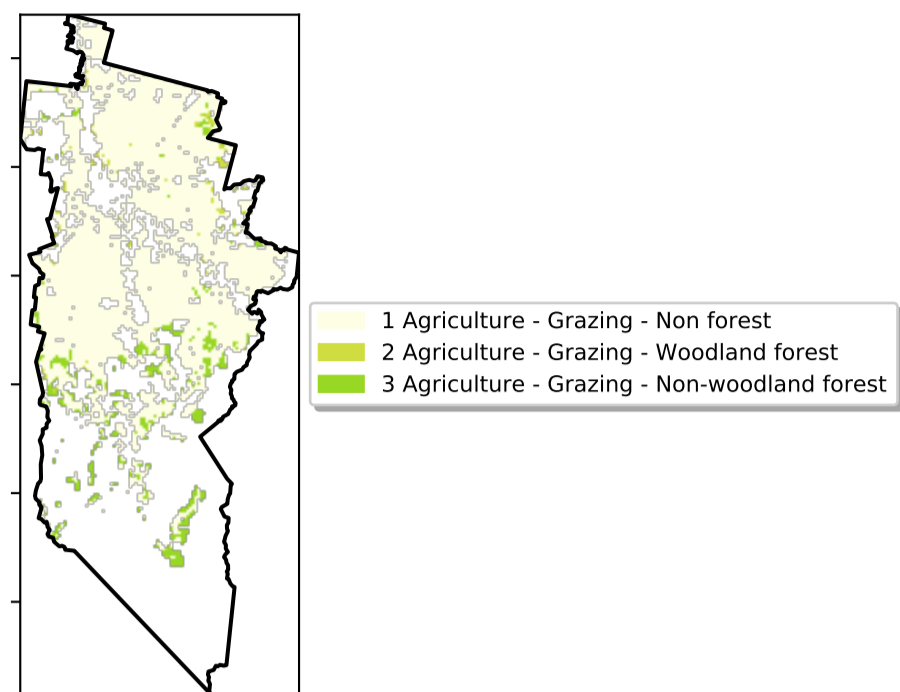 1 Agriculture - Grazing - Non forest
2 Agriculture - Grazing - Woodland forest
3 Agriculture - Grazing - Non-woodland forest